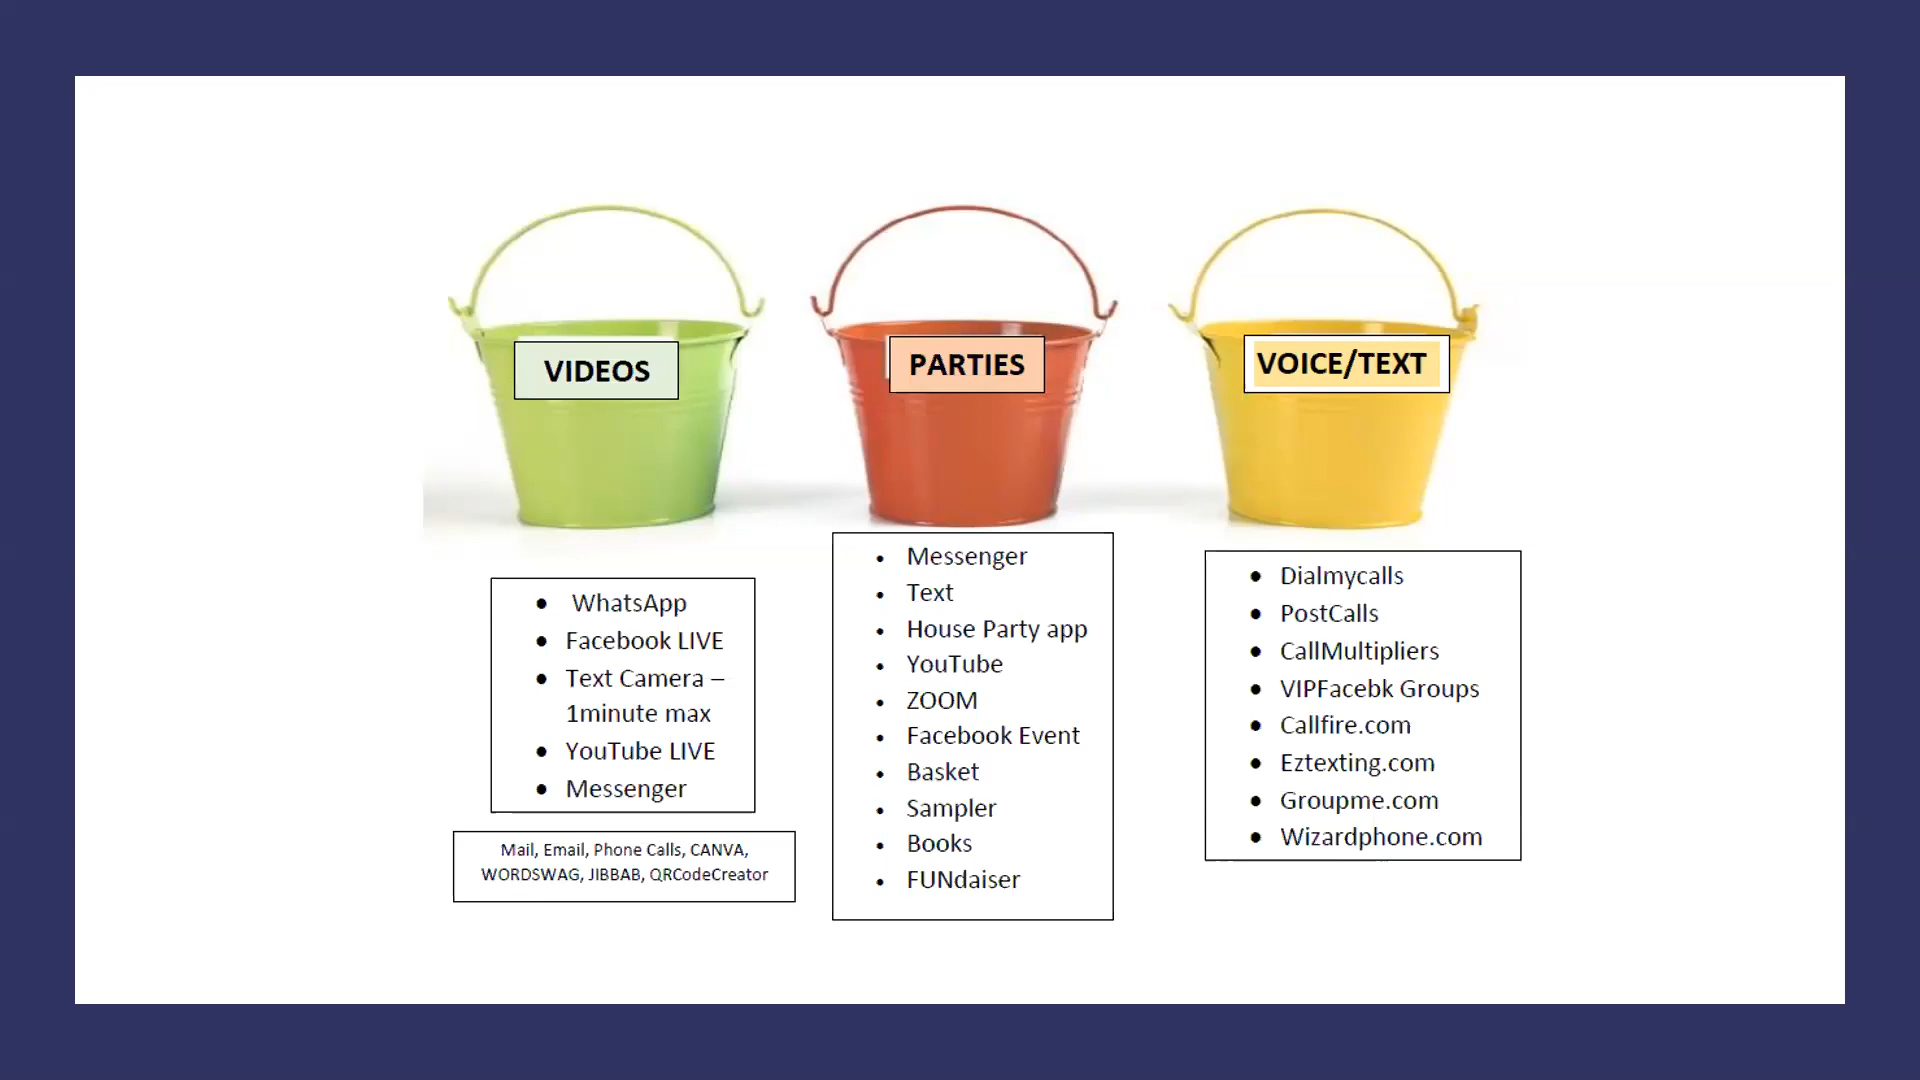 VIDEOS
WhatsApp
Facebook LIVE
Text Camera –
1minute max
YouTube LIVE
Messenger
Mail, Email, Phone Calls, CANVA,
WORDSWAG, JIBBAB, QRCodeCreator
PARTIES
Messenger
Text
House Party app
YouTube
ZOOM
Facebook Event
Basket
Sampler
Books
FUNdaiser
VOICE/TEXT
Dialmycalls
PostCalls
CallMultipliers
VIPFacebk Groups
Callfire.com
Eztexting.com
Groupme.com
Wizardphone.com